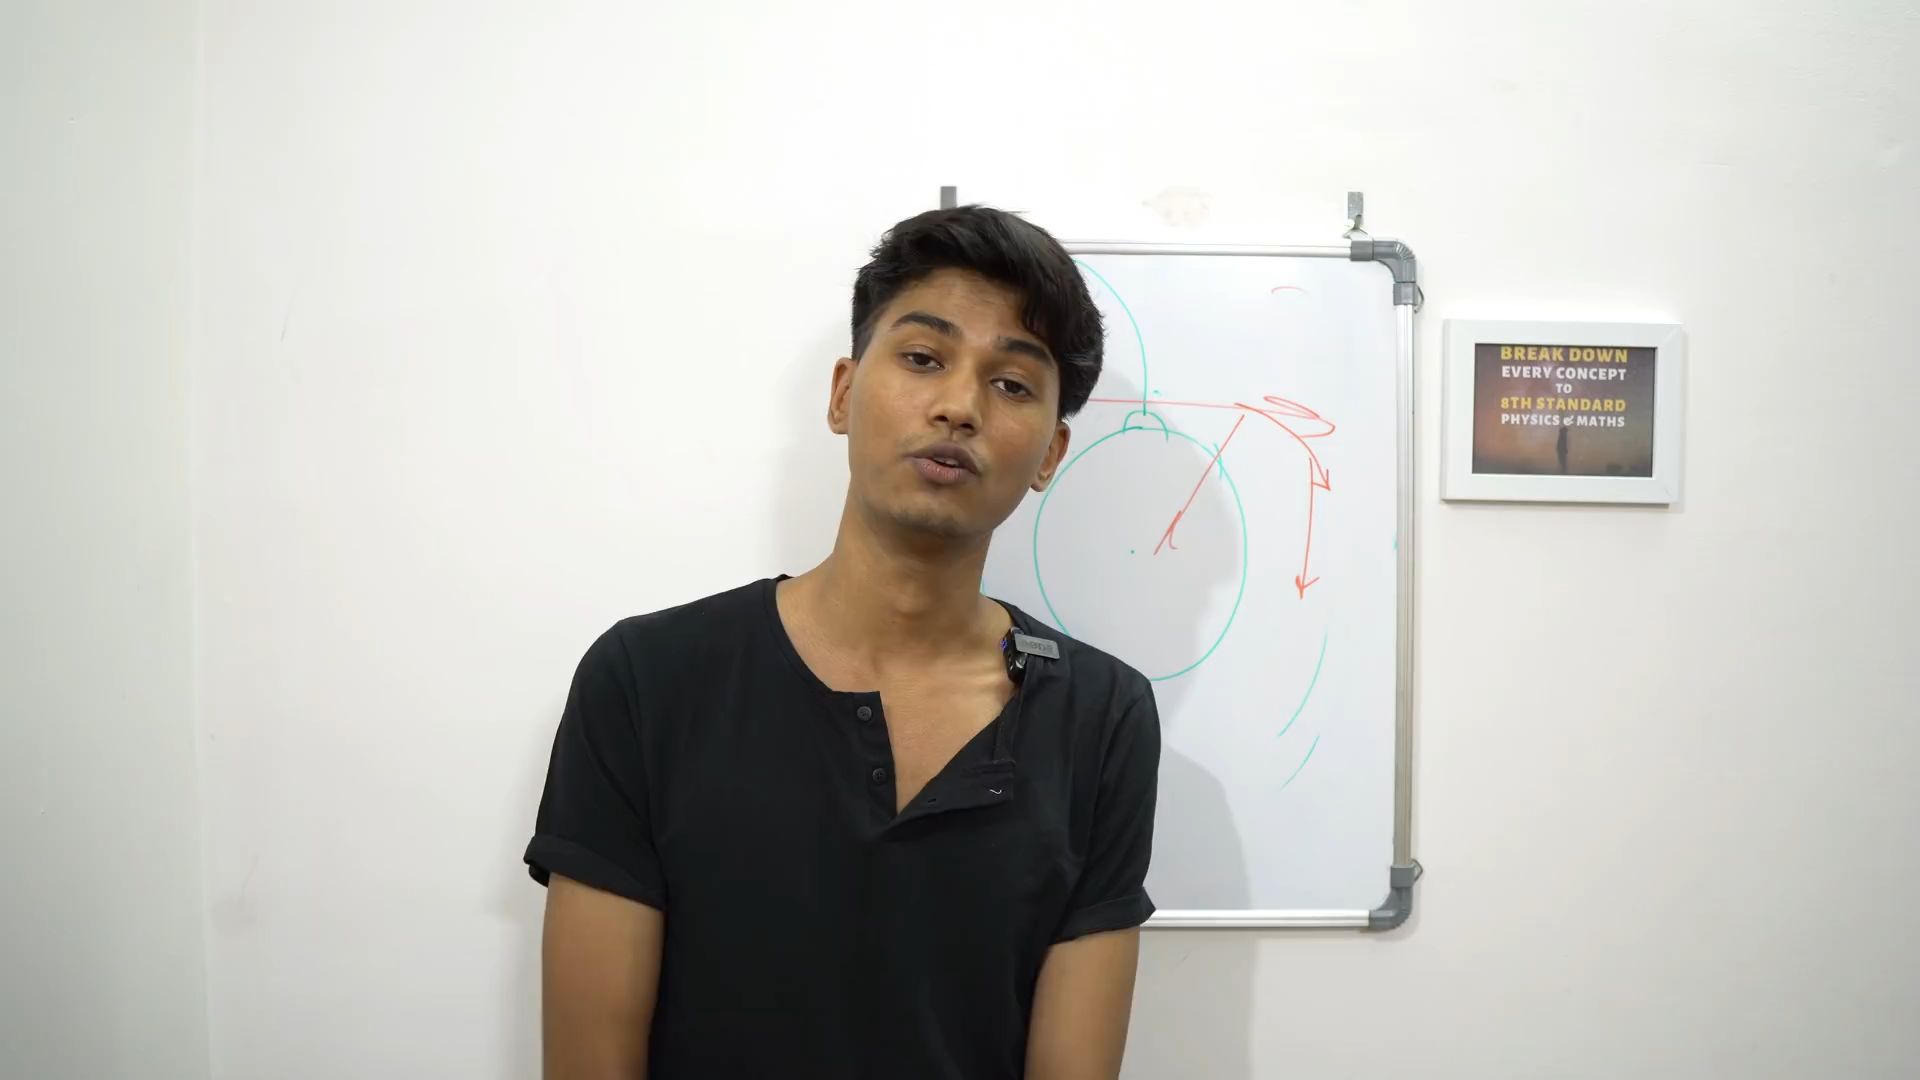 BREAK DOWN
EVERY CONCEPT
TO
8TH STANDARD
PHYSICS & MATHS